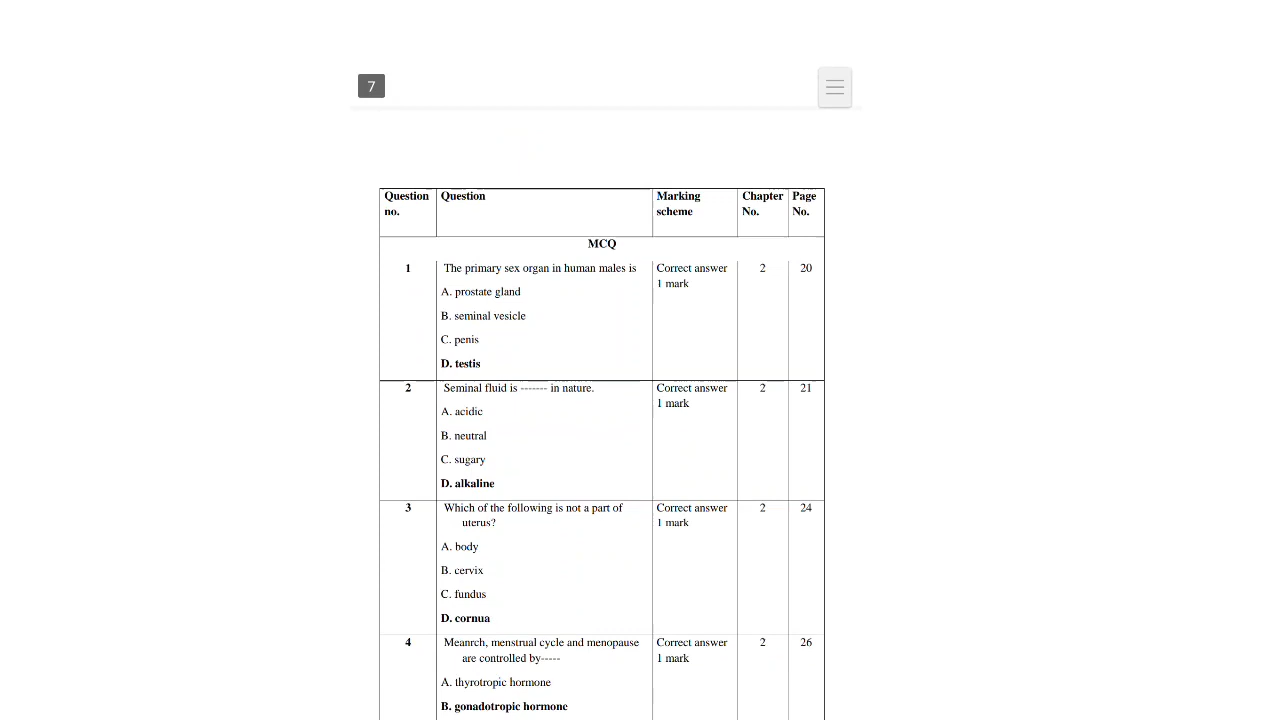 7
Question no.
Question
Marking scheme
Chapter No.
Page No.
MCQ
1
The primary sex organ in human males is
Correct answer 1 mark
2
20
A. prostate gland
B. seminal vesicle
C. penis
D. testis
2
Seminal fluid is ------- in nature.
Correct answer 1 mark
2
21
A. acidic
B. neutral
C. sugary
D. alkaline
3
Which of the following is not a part of
uterus?
Correct answer 1 mark
2
24
A. body
B. cervix
C. fundus
D. cornua
4
Meanrch, menstrual cycle and menopause
are controlled by-----
Correct answer 1 mark
2
26
A. thyrotropic hormone
B. gonadotropic hormone